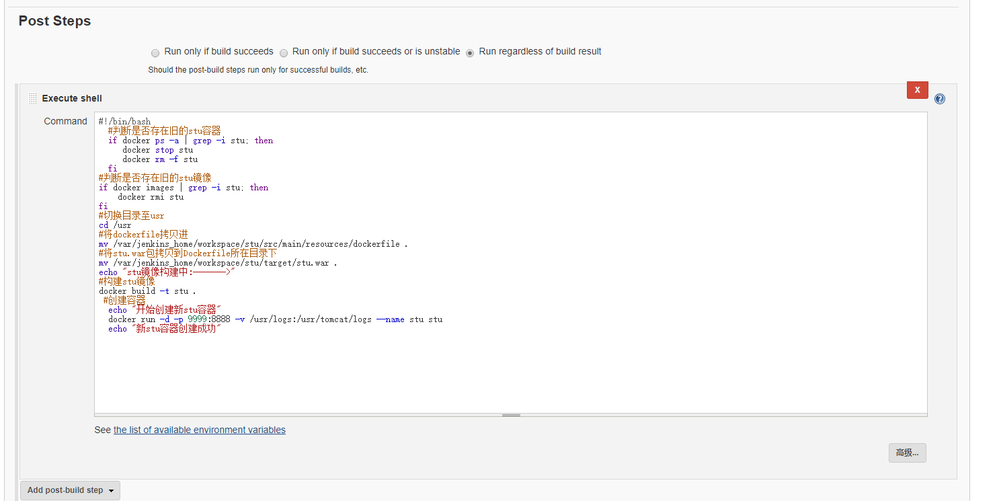 Post Steps
Run only if build succeeds Run only if build succeeds or is unstable Run regardless of build result
Should the post-build steps run only for successful builds, etc.
X
Execute shell
Command
#!/bin/bash
#判断是否存在旧的stu容器
if docker ps -a | grep -i stu; then
docker stop stu
docker rm -f stu
fi
#判断是否存在旧的stu镜像
if docker images | grep -i stu; then
docker rmi stu
fi
#切换目录至usr
cd /usr
#将dockerfile拷贝进
mv /var/jenkins_home/workspace/stu/src/main/resources/dockerfile .
#将stu.war包拷贝到Dockerfile所在目录下
mv /var/jenkins_home/workspace/stu/target/stu.war .
echo "stu镜像构建中:------->"
#构建stu镜像
docker build -t stu .
#创建容器
echo "开始创建新stu容器"
docker run -d -p 9999:8888 -v /usr/logs:/usr/tomcat/logs --name stu stu
echo "新stu容器创建成功"
See the list of available environment variables
高级...
Add post-build step